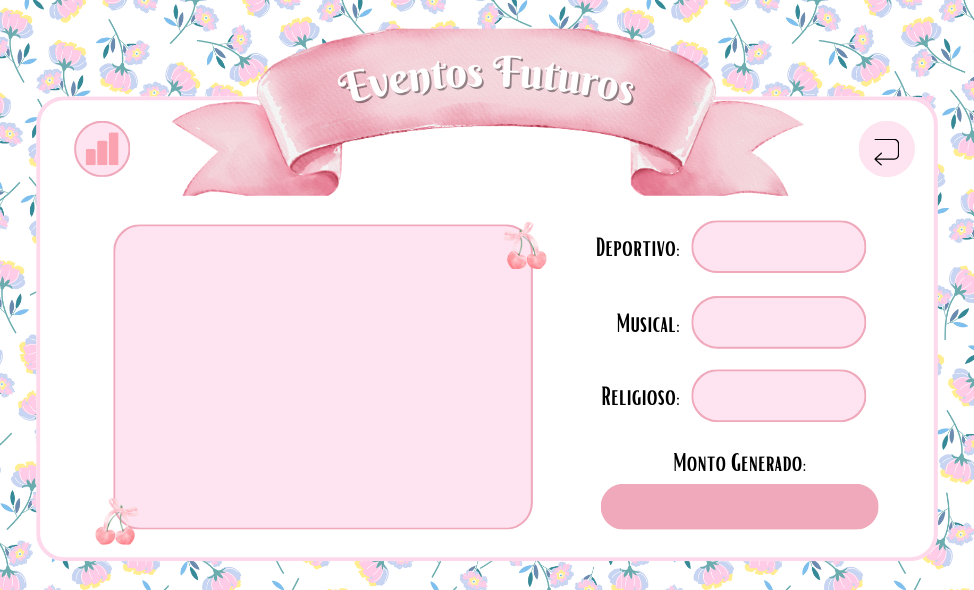 Eventos Futuros
Deportivo:
Musical:
Religioso:
Monto Generado: